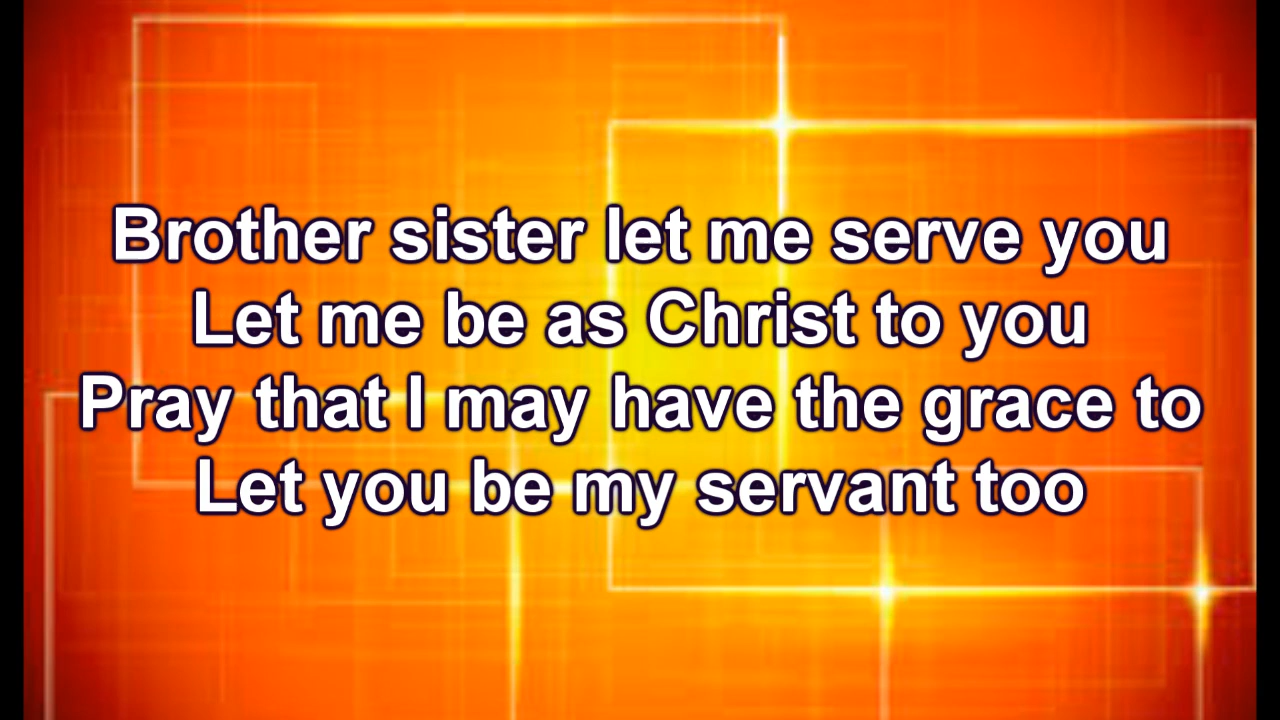 Brother sister let me serve you
Let me be as Christ to you
Pray that I may have the grace to
Let you be my servant too